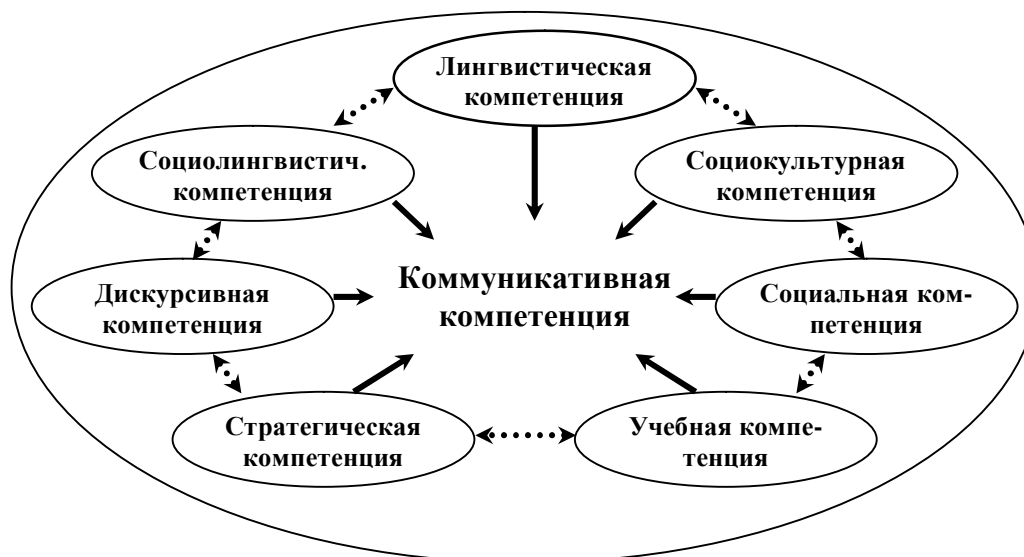 Лингвистическая
компетенция
Социолингвистич.
компетенция
Социокультурная
компетенция
Коммуникативная
компетенция
Дискурсивная
компетенция
Социальная ком-
петенция
Стратегическая
компетенция
Учебная компе-
тенция